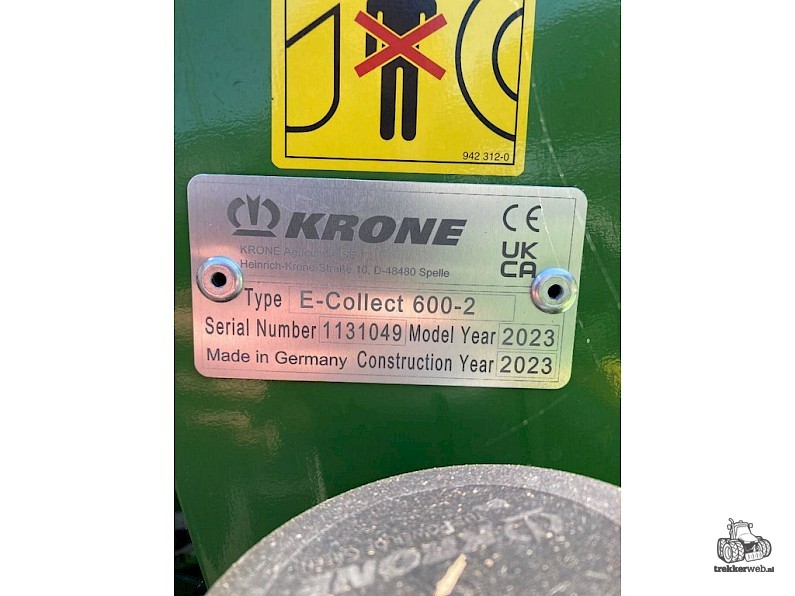 942 312-0
KRONE
CE
UK
CA
Heinrich-Krone-Straße 10, D-48480 Spelle
Type E-Collect 600-2
Serial Number 1131049 Model Year 2023
Made in Germany Construction Year 2023
KRONE
trekkerweb.nl